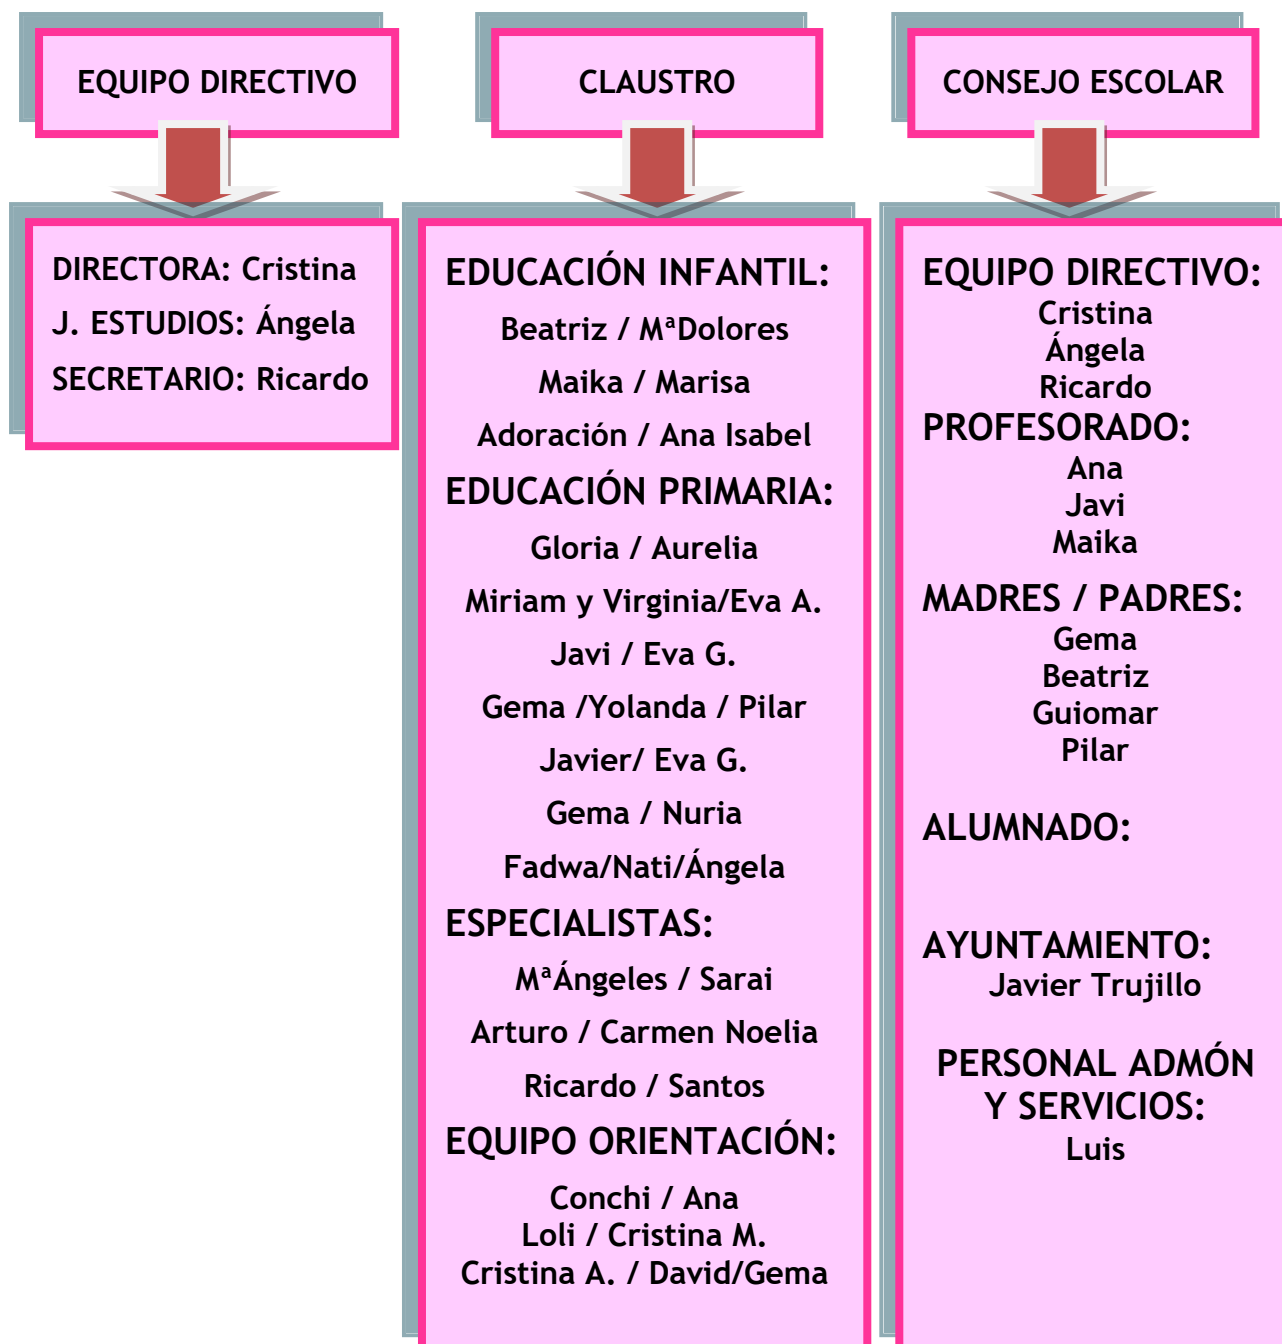 EQUIPO DIRECTIVO
DIRECTORA: Cristina
J. ESTUDIOS: Ángela
SECRETARIO: Ricardo
CLAUSTRO
EDUCACIÓN INFANTIL:
Beatriz / MªDolores
Maika / Marisa
Adoración / Ana Isabel
EDUCACIÓN PRIMARIA:
Gloria / Aurelia
Miriam y Virginia/Eva A.
Javi / Eva G.
Gema /Yolanda / Pilar
Javier/ Eva G.
Gema / Nuria
Fadwa/Nati/Ángela
ESPECIALISTAS:
MªÁngeles / Sarai
Arturo / Carmen Noelia
Ricardo / Santos
EQUIPO ORIENTACIÓN:
Conchi / Ana
Loli / Cristina M.
Cristina A. / David/Gema
CONSEJO ESCOLAR
EQUIPO DIRECTIVO:
Cristina
Ángela
Ricardo
PROFESORADO:
Ana
Javi
Maika
MADRES / PADRES:
Gema
Beatriz
Guiomar
Pilar
ALUMNADO:
AYUNTAMIENTO:
Javier Trujillo
PERSONAL ADMÓN
Y SERVICIOS:
Luis